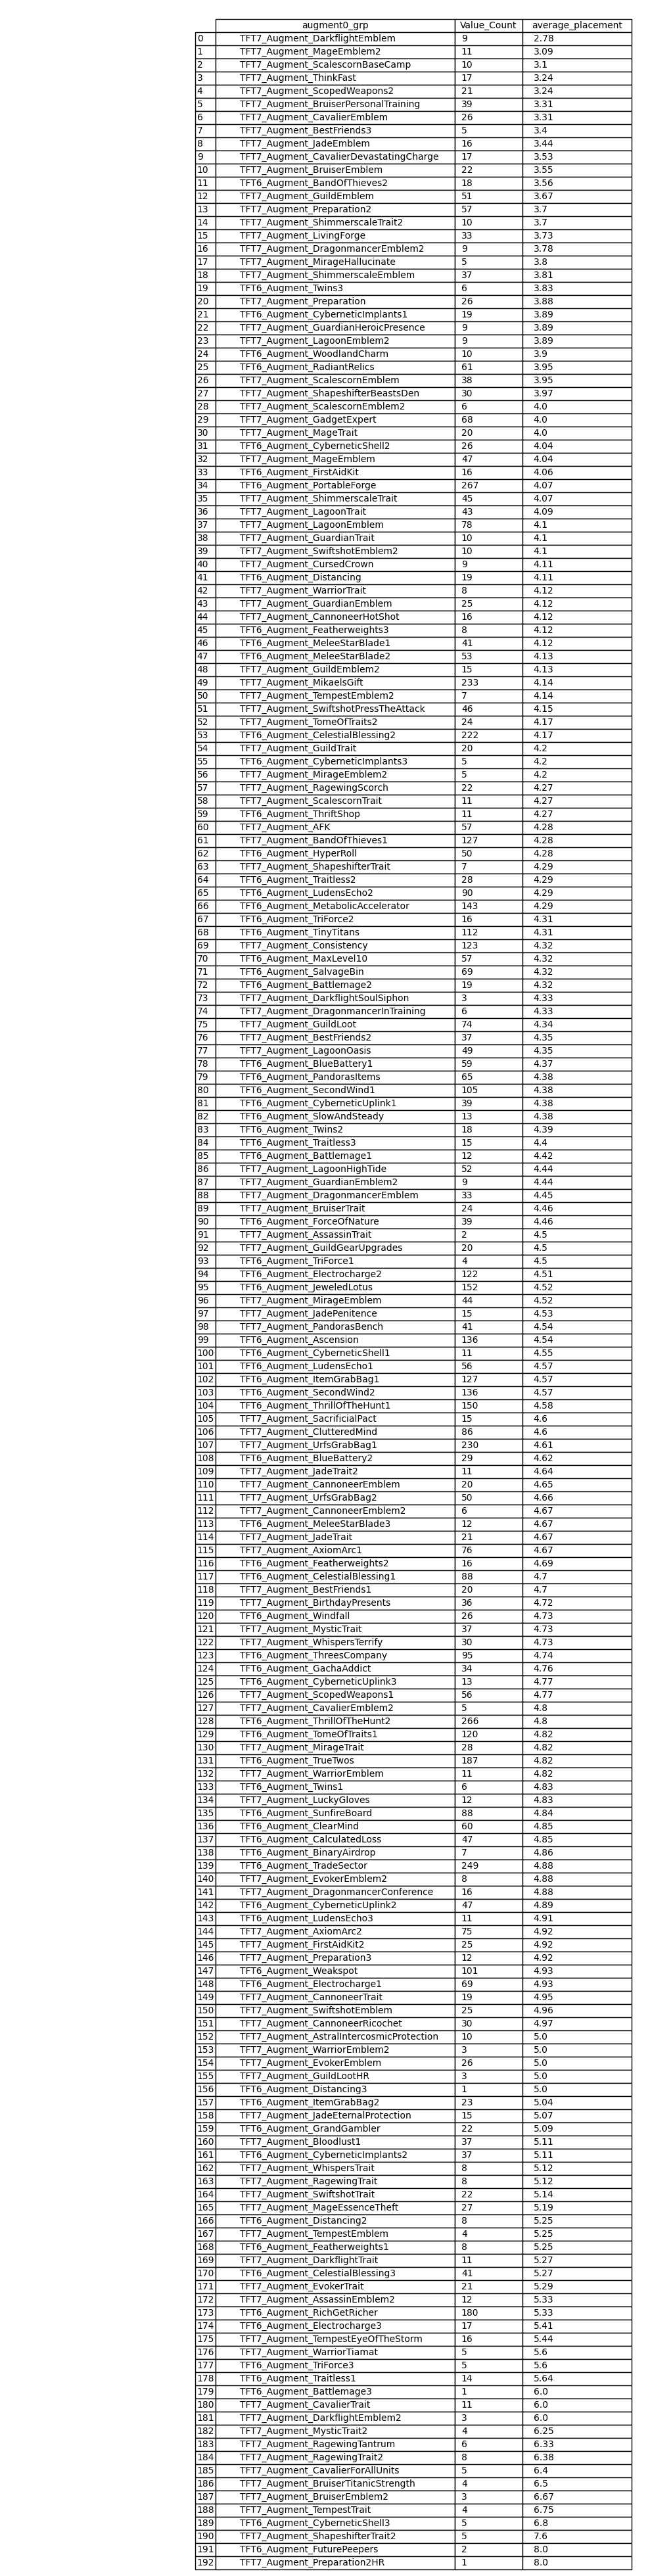 augment0_grp Value_Count average_placement
0 TFT7_Augment_DarkflightEmblem 9 2.78
1 TFT7_Augment_MageEmblem2 11 3.09
2 TFT7_Augment_ScalescornBaseCamp 10 3.1
3 TFT7_Augment_ThinkFast 17 3.24
4 TFT7_Augment_ScopedWeapons2 21 3.24
5 TFT7_Augment_BruiserPersonalTraining 39 3.31
6 TFT7_Augment_CavalierEmblem 26 3.31
7 TFT7_Augment_BestFriends3 5 3.4
8 TFT7_Augment_JadeEmblem 16 3.44
9 TFT7_Augment_CavalierDevastatingCharge 17 3.53
10 TFT7_Augment_BruiserEmblem 22 3.55
11 TFT6_Augment_BandOfThieves2 18 3.56
12 TFT7_Augment_GuildEmblem 51 3.67
13 TFT7_Augment_Preparation2 57 3.7
14 TFT7_Augment_ShimmerscaleTrait2 10 3.7
15 TFT7_Augment_LivingForge 33 3.73
16 TFT7_Augment_DragonmancerEmblem2 9 3.78
17 TFT7_Augment_MirageHallucinate 5 3.8
18 TFT7_Augment_ShimmerscaleEmblem 37 3.81
19 TFT6_Augment_Twins3 6 3.83
20 TFT7_Augment_Preparation 26 3.88
21 TFT6_Augment_CyberneticImplants1 19 3.89
22 TFT7_Augment_GuardianHeroicPresence 9 3.89
23 TFT7_Augment_LagoonEmblem2 9 3.89
24 TFT6_Augment_WoodlandCharm 10 3.9
25 TFT6_Augment_RadiantRelics 61 3.95
26 TFT7_Augment_ScalescornEmblem 38 3.95
27 TFT7_Augment_ShapeshifterBeastsDen 30 3.97
28 TFT7_Augment_ScalescornEmblem2 6 4.0
29 TFT7_Augment_GadgetExpert 68 4.0
30 TFT7_Augment_MageTrait 20 4.0
31 TFT6_Augment_CyberneticShell2 26 4.04
32 TFT7_Augment_MageEmblem 47 4.04
33 TFT6_Augment_FirstAidKit 16 4.06
34 TFT6_Augment_PortableForge 267 4.07
35 TFT7_Augment_ShimmerscaleTrait 45 4.07
36 TFT7_Augment_LagoonTrait 43 4.09
37 TFT7_Augment_LagoonEmblem 78 4.1
38 TFT7_Augment_GuardianTrait 10 4.1
39 TFT7_Augment_SwiftshotEmblem2 10 4.1
40 TFT7_Augment_CursedCrown 9 4.11
41 TFT6_Augment_Distancing 19 4.11
42 TFT7_Augment_WarriorTrait 8 4.12
43 TFT7_Augment_GuardianEmblem 25 4.12
44 TFT7_Augment_CannoneerHotShot 16 4.12
45 TFT6_Augment_Featherweights3 8 4.12
46 TFT6_Augment_MeleeStarBlade1 41 4.12
47 TFT6_Augment_MeleeStarBlade2 53 4.13
48 TFT7_Augment_GuildEmblem2 15 4.13
49 TFT7_Augment_MikaelsGift 233 4.14
50 TFT7_Augment_TempestEmblem2 7 4.14
51 TFT7_Augment_SwiftshotPressTheAttack 46 4.15
52 TFT7_Augment_TomeOfTraits2 24 4.17
53 TFT6_Augment_CelestialBlessing2 222 4.17
54 TFT7_Augment_GuildTrait 20 4.2
55 TFT6_Augment_CyberneticImplants3 5 4.2
56 TFT7_Augment_MirageEmblem2 5 4.2
57 TFT7_Augment_RagewingScorch 22 4.27
58 TFT7_Augment_ScalescornTrait 11 4.27
59 TFT6_Augment_ThriftShop 11 4.27
60 TFT7_Augment_AFK 57 4.28
61 TFT7_Augment_BandOfThieves1 127 4.28
62 TFT6_Augment_HyperRoll 50 4.28
63 TFT7_Augment_ShapeshifterTrait 7 4.29
64 TFT6_Augment_Traitless2 28 4.29
65 TFT6_Augment_LudensEcho2 90 4.29
66 TFT6_Augment_MetabolicAccelerator 143 4.29
67 TFT6_Augment_TriForce2 16 4.31
68 TFT6_Augment_TinyTitans 112 4.31
69 TFT7_Augment_Consistency 123 4.32
70 TFT6_Augment_MaxLevel10 57 4.32
71 TFT6_Augment_SalvageBin 69 4.32
72 TFT6_Augment_Battlemage2 19 4.32
73 TFT7_Augment_DarkflightSoulSiphon 3 4.33
74 TFT7_Augment_DragonmancerInTraining 6 4.33
75 TFT7_Augment_GuildLoot 74 4.34
76 TFT7_Augment_BestFriends2 37 4.35
77 TFT7_Augment_LagoonOasis 49 4.35
78 TFT6_Augment_BlueBattery1 59 4.37
79 TFT6_Augment_PandorasItems 65 4.38
80 TFT6_Augment_SecondWind1 105 4.38
81 TFT6_Augment_CyberneticUplink1 39 4.38
82 TFT6_Augment_SlowAndSteady 13 4.38
83 TFT6_Augment_Twins2 18 4.39
84 TFT6_Augment_Traitless3 15 4.4
85 TFT6_Augment_Battlemage1 12 4.42
86 TFT7_Augment_LagoonHighTide 52 4.44
87 TFT7_Augment_GuardianEmblem2 9 4.44
88 TFT7_Augment_DragonmancerEmblem 33 4.45
89 TFT7_Augment_BruiserTrait 24 4.46
90 TFT6_Augment_ForceOfNature 39 4.46
91 TFT7_Augment_AssassinTrait 2 4.5
92 TFT7_Augment_GuildGearUpgrades 20 4.5
93 TFT6_Augment_TriForce1 4 4.5
94 TFT6_Augment_Electrocharge2 122 4.51
95 TFT6_Augment_JeweledLotus 152 4.52
96 TFT7_Augment_MirageEmblem 44 4.52
97 TFT7_Augment_JadePenitence 15 4.53
98 TFT7_Augment_PandorasBench 41 4.54
99 TFT6_Augment_Ascension 136 4.54
100 TFT6_Augment_CyberneticShell1 11 4.55
101 TFT6_Augment_LudensEcho1 56 4.57
102 TFT6_Augment_ItemGrabBag1 127 4.57
103 TFT6_Augment_SecondWind2 136 4.57
104 TFT6_Augment_ThrillOfTheHunt1 150 4.58
105 TFT7_Augment_SacrificialPact 15 4.6
106 TFT7_Augment_ClutteredMind 86 4.6
107 TFT7_Augment_UrfsGrabBag1 230 4.61
108 TFT6_Augment_BlueBattery2 29 4.62
109 TFT7_Augment_JadeTrait2 11 4.64
110 TFT7_Augment_CannoneerEmblem 20 4.65
111 TFT7_Augment_UrfsGrabBag2 50 4.66
112 TFT7_Augment_CannoneerEmblem2 6 4.67
113 TFT6_Augment_MeleeStarBlade3 12 4.67
114 TFT7_Augment_JadeTrait 21 4.67
115 TFT7_Augment_AxiomArc1 76 4.67
116 TFT6_Augment_Featherweights2 16 4.69
117 TFT6_Augment_CelestialBlessing1 88 4.7
118 TFT7_Augment_BestFriends1 20 4.7
119 TFT7_Augment_BirthdayPresents 36 4.72
120 TFT6_Augment_Windfall 26 4.73
121 TFT7_Augment_MysticTrait 37 4.73
122 TFT7_Augment_WhispersTerrify 30 4.73
123 TFT6_Augment_ThreesCompany 95 4.74
124 TFT7_Augment_GachaAddict 34 4.76
125 TFT6_Augment_CyberneticUplink3 13 4.77
126 TFT7_Augment_ScopedWeapons1 56 4.77
127 TFT7_Augment_CavalierEmblem2 5 4.8
128 TFT6_Augment_ThrillOfTheHunt2 266 4.8
129 TFT6_Augment_TomeOfTraits1 120 4.82
130 TFT7_Augment_MirageTrait 28 4.82
131 TFT6_Augment_TrueTwos 187 4.82
132 TFT7_Augment_WarriorEmblem 11 4.82
133 TFT6_Augment_Twins1 6 4.83
134 TFT7_Augment_LuckyGloves 12 4.83
135 TFT6_Augment_SunfireBoard 88 4.84
136 TFT6_Augment_ClearMind 60 4.85
137 TFT6_Augment_CalculatedLoss 47 4.85
138 TFT6_Augment_BinaryAirdrop 7 4.86
139 TFT6_Augment_TradeSector 249 4.88
140 TFT7_Augment_EvokerEmblem2 8 4.88
141 TFT7_Augment_DragonmancerConference 16 4.88
142 TFT6_Augment_CyberneticUplink2 47 4.89
143 TFT6_Augment_LudensEcho3 11 4.91
144 TFT7_Augment_AxiomArc2 75 4.92
145 TFT7_Augment_FirstAidKit2 25 4.92
146 TFT7_Augment_Preparation3 12 4.92
147 TFT6_Augment_Weakspot 101 4.93
148 TFT6_Augment_Electrocharge1 69 4.93
149 TFT7_Augment_CannoneerTrait 19 4.95
150 TFT7_Augment_SwiftshotEmblem 25 4.96
151 TFT7_Augment_CannoneerRicochet 30 4.97
152 TFT7_Augment_AstralIntercosmicProtection 10 5.0
153 TFT7_Augment_WarriorEmblem2 3 5.0
154 TFT7_Augment_EvokerEmblem 26 5.0
155 TFT7_Augment_GuildLootHR 3 5.0
156 TFT6_Augment_Distancing3 1 5.0
157 TFT6_Augment_ItemGrabBag2 23 5.04
158 TFT7_Augment_JadeEternalProtection 15 5.07
159 TFT6_Augment_GrandGambler 22 5.09
160 TFT7_Augment_Bloodlust1 37 5.11
161 TFT6_Augment_CyberneticImplants2 37 5.11
162 TFT7_Augment_WhispersTrait 8 5.12
163 TFT7_Augment_RagewingTrait 8 5.12
164 TFT7_Augment_SwiftshotTrait 22 5.14
165 TFT7_Augment_MageEssenceTheft 27 5.19
166 TFT6_Augment_Distancing2 8 5.25
167 TFT7_Augment_TempestEmblem 4 5.25
168 TFT6_Augment_Featherweights1 8 5.25
169 TFT7_Augment_DarkflightTrait 11 5.27
170 TFT6_Augment_CelestialBlessing3 41 5.27
171 TFT7_Augment_EvokerTrait 21 5.29
172 TFT7_Augment_AssassinEmblem2 12 5.33
173 TFT6_Augment_RichGetRicher 180 5.33
174 TFT6_Augment_Electrocharge3 17 5.41
175 TFT7_Augment_TempestEyeOfTheStorm 16 5.44
176 TFT7_Augment_WarriorTiamat 5 5.6
177 TFT6_Augment_TriForce3 5 5.6
178 TFT6_Augment_Traitless1 14 5.64
179 TFT6_Augment_Battlemage3 1 6.0
180 TFT7_Augment_CavalierTrait 11 6.0
181 TFT7_Augment_DarkflightEmblem2 3 6.0
182 TFT7_Augment_MysticTrait2 4 6.25
183 TFT7_Augment_RagewingTantrum 6 6.33
184 TFT7_Augment_RagewingTrait2 8 6.38
185 TFT7_Augment_CavalierForAllUnits 5 6.4
186 TFT7_Augment_BruiserTitanicStrength 4 6.5
187 TFT7_Augment_BruiserEmblem2 3 6.67
188 TFT7_Augment_TempestTrait 4 6.75
189 TFT6_Augment_CyberneticShell3 5 6.8
190 TFT7_Augment_ShapeshifterTrait2 5 7.6
191 TFT6_Augment_FuturePeepers 2 8.0
192 TFT7_Augment_Preparation2HR 1 8.0